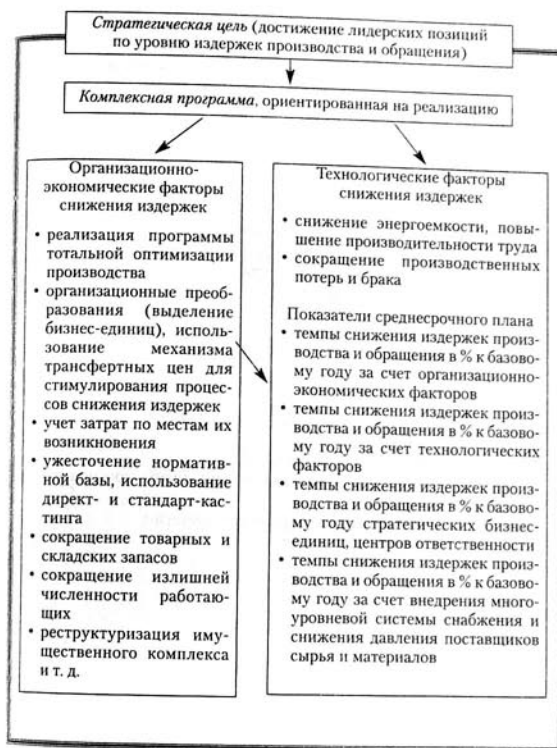 Стратегическая цель (достижение лидерских позиций
по уровню издержек производства и обращения)
Комплексная программа, ориентированная на реализацию
Организационно-
экономические факторы
снижения издержек
• реализация программы
тотальной оптимизации
производства
• организационные преоб-
разования (выделение
бизнес-единиц), исполь-
зование механизма
трансфертных цен для
стимулирования процес-
сов снижения издержек
• учет затрат по местам их
возникновения
• ужесточение норматив-
ной базы, использование
директ- и стандарт-кас-
тинга
• сокращение товарных и
складских запасов
• сокращение излишней
численности работаю-
щих
• реструктуризация иму-
щественного комплекса
и т. д.
Технологические факторы
снижения издержек
• снижение энергоемкости, повы-
шение производительности труда
• сокращение производственных
потерь и брака
Показатели среднесрочного плана
• темпы снижения издержек произ-
водства и обращения в % к базово-
му году за счет организационно-
экономических факторов
• темпы снижения издержек произ-
водства и обращения в % к базово-
му году за счет технологических
факторов
• темпы снижения издержек произ-
водства и обращения в % к базово-
му году стратегических бизнес-
единиц, центров ответственности
• темпы снижения издержек произ-
водства и обращения в % к базово-
му году за счет внедрения много-
уровневой системы снабжения и
снижения давления поставщиков
сырья и материалов